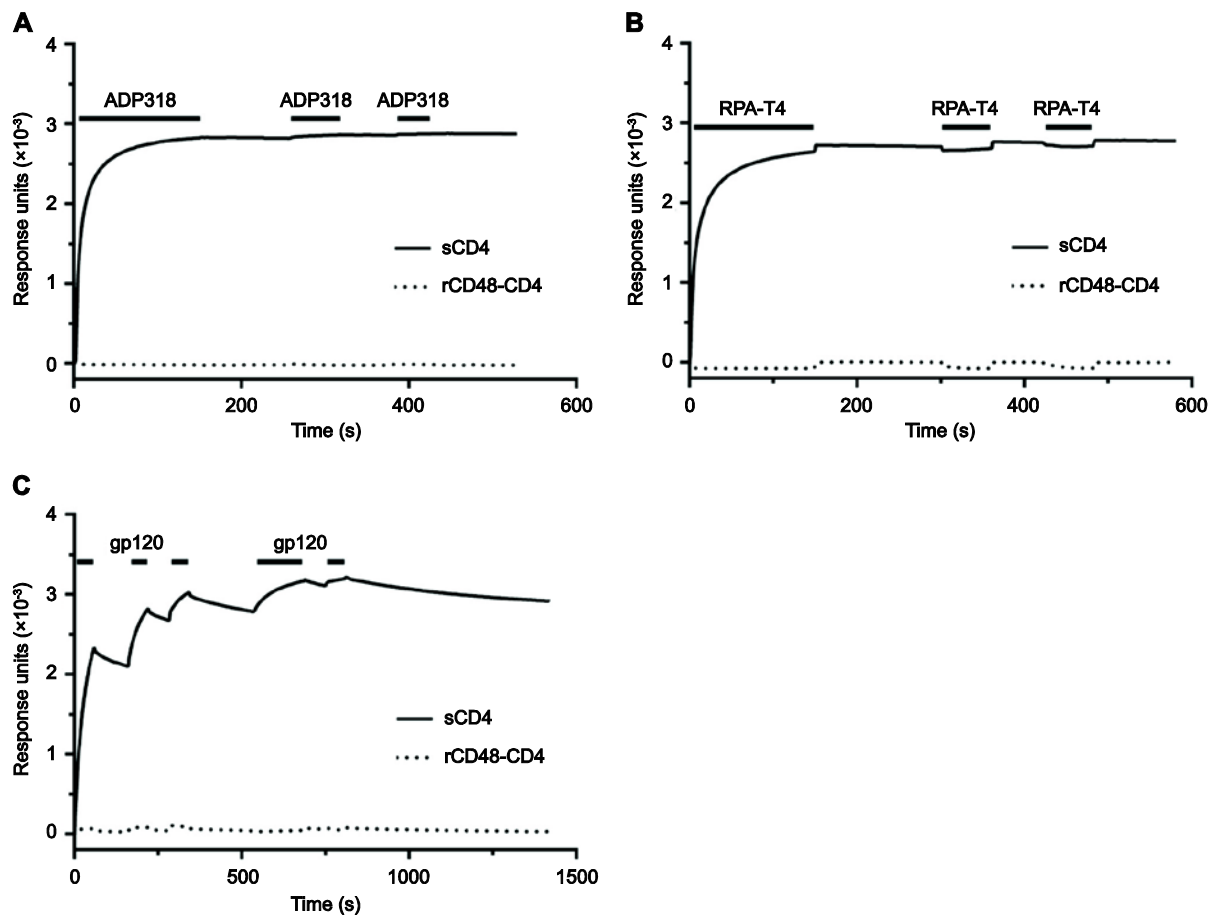 A
Response units (×10⁻³)
4
3
2
1
0
ADP318 ADP318 ADP318
sCD4
rCD48-CD4
0 200 400 600
Time (s)
B
Response units (×10⁻³)
4
3
2
1
0
RPA-T4 RPA-T4 RPA-T4
sCD4
rCD48-CD4
0 200 400 600
Time (s)
C
Response units (×10⁻³)
4
3
2
1
0
gp120 gp120
sCD4
rCD48-CD4
0 500 1000 1500
Time (s)